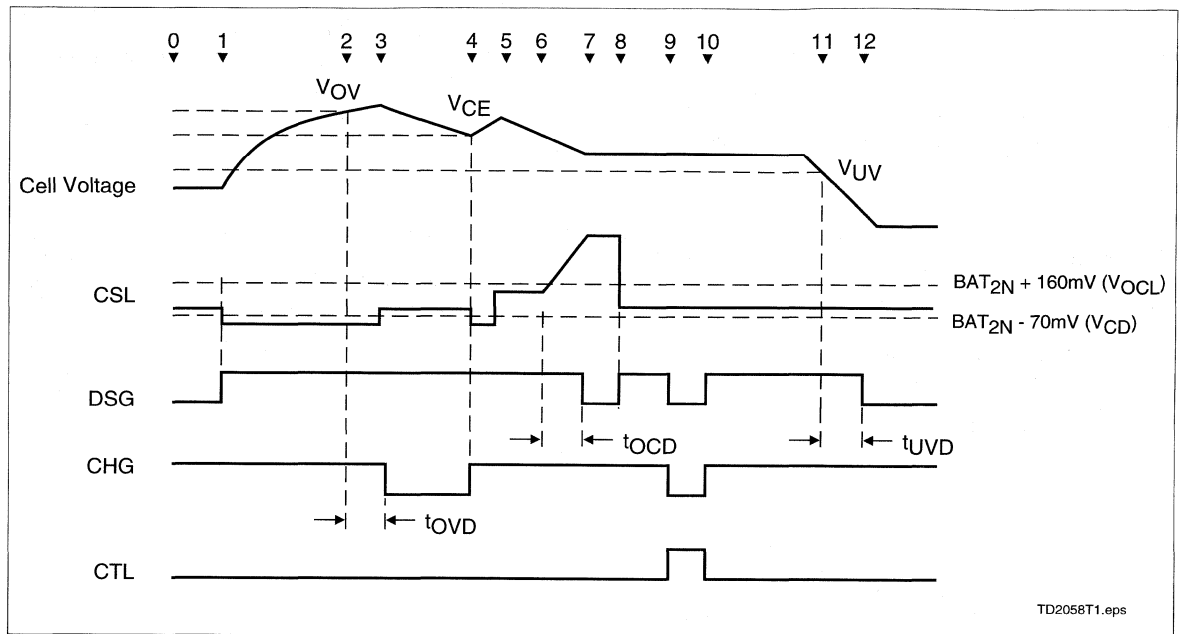 0 1 2 3 4 5 6 7 8 9 10 11 12
VOV
VCE
VUV
Cell Voltage
BAT2N + 160mV (VOCL)
CSL
BAT2N - 70mV (VCD)
DSG
tOCD
tUVD
CHG
tOVD
CTL
TD2058T1.eps